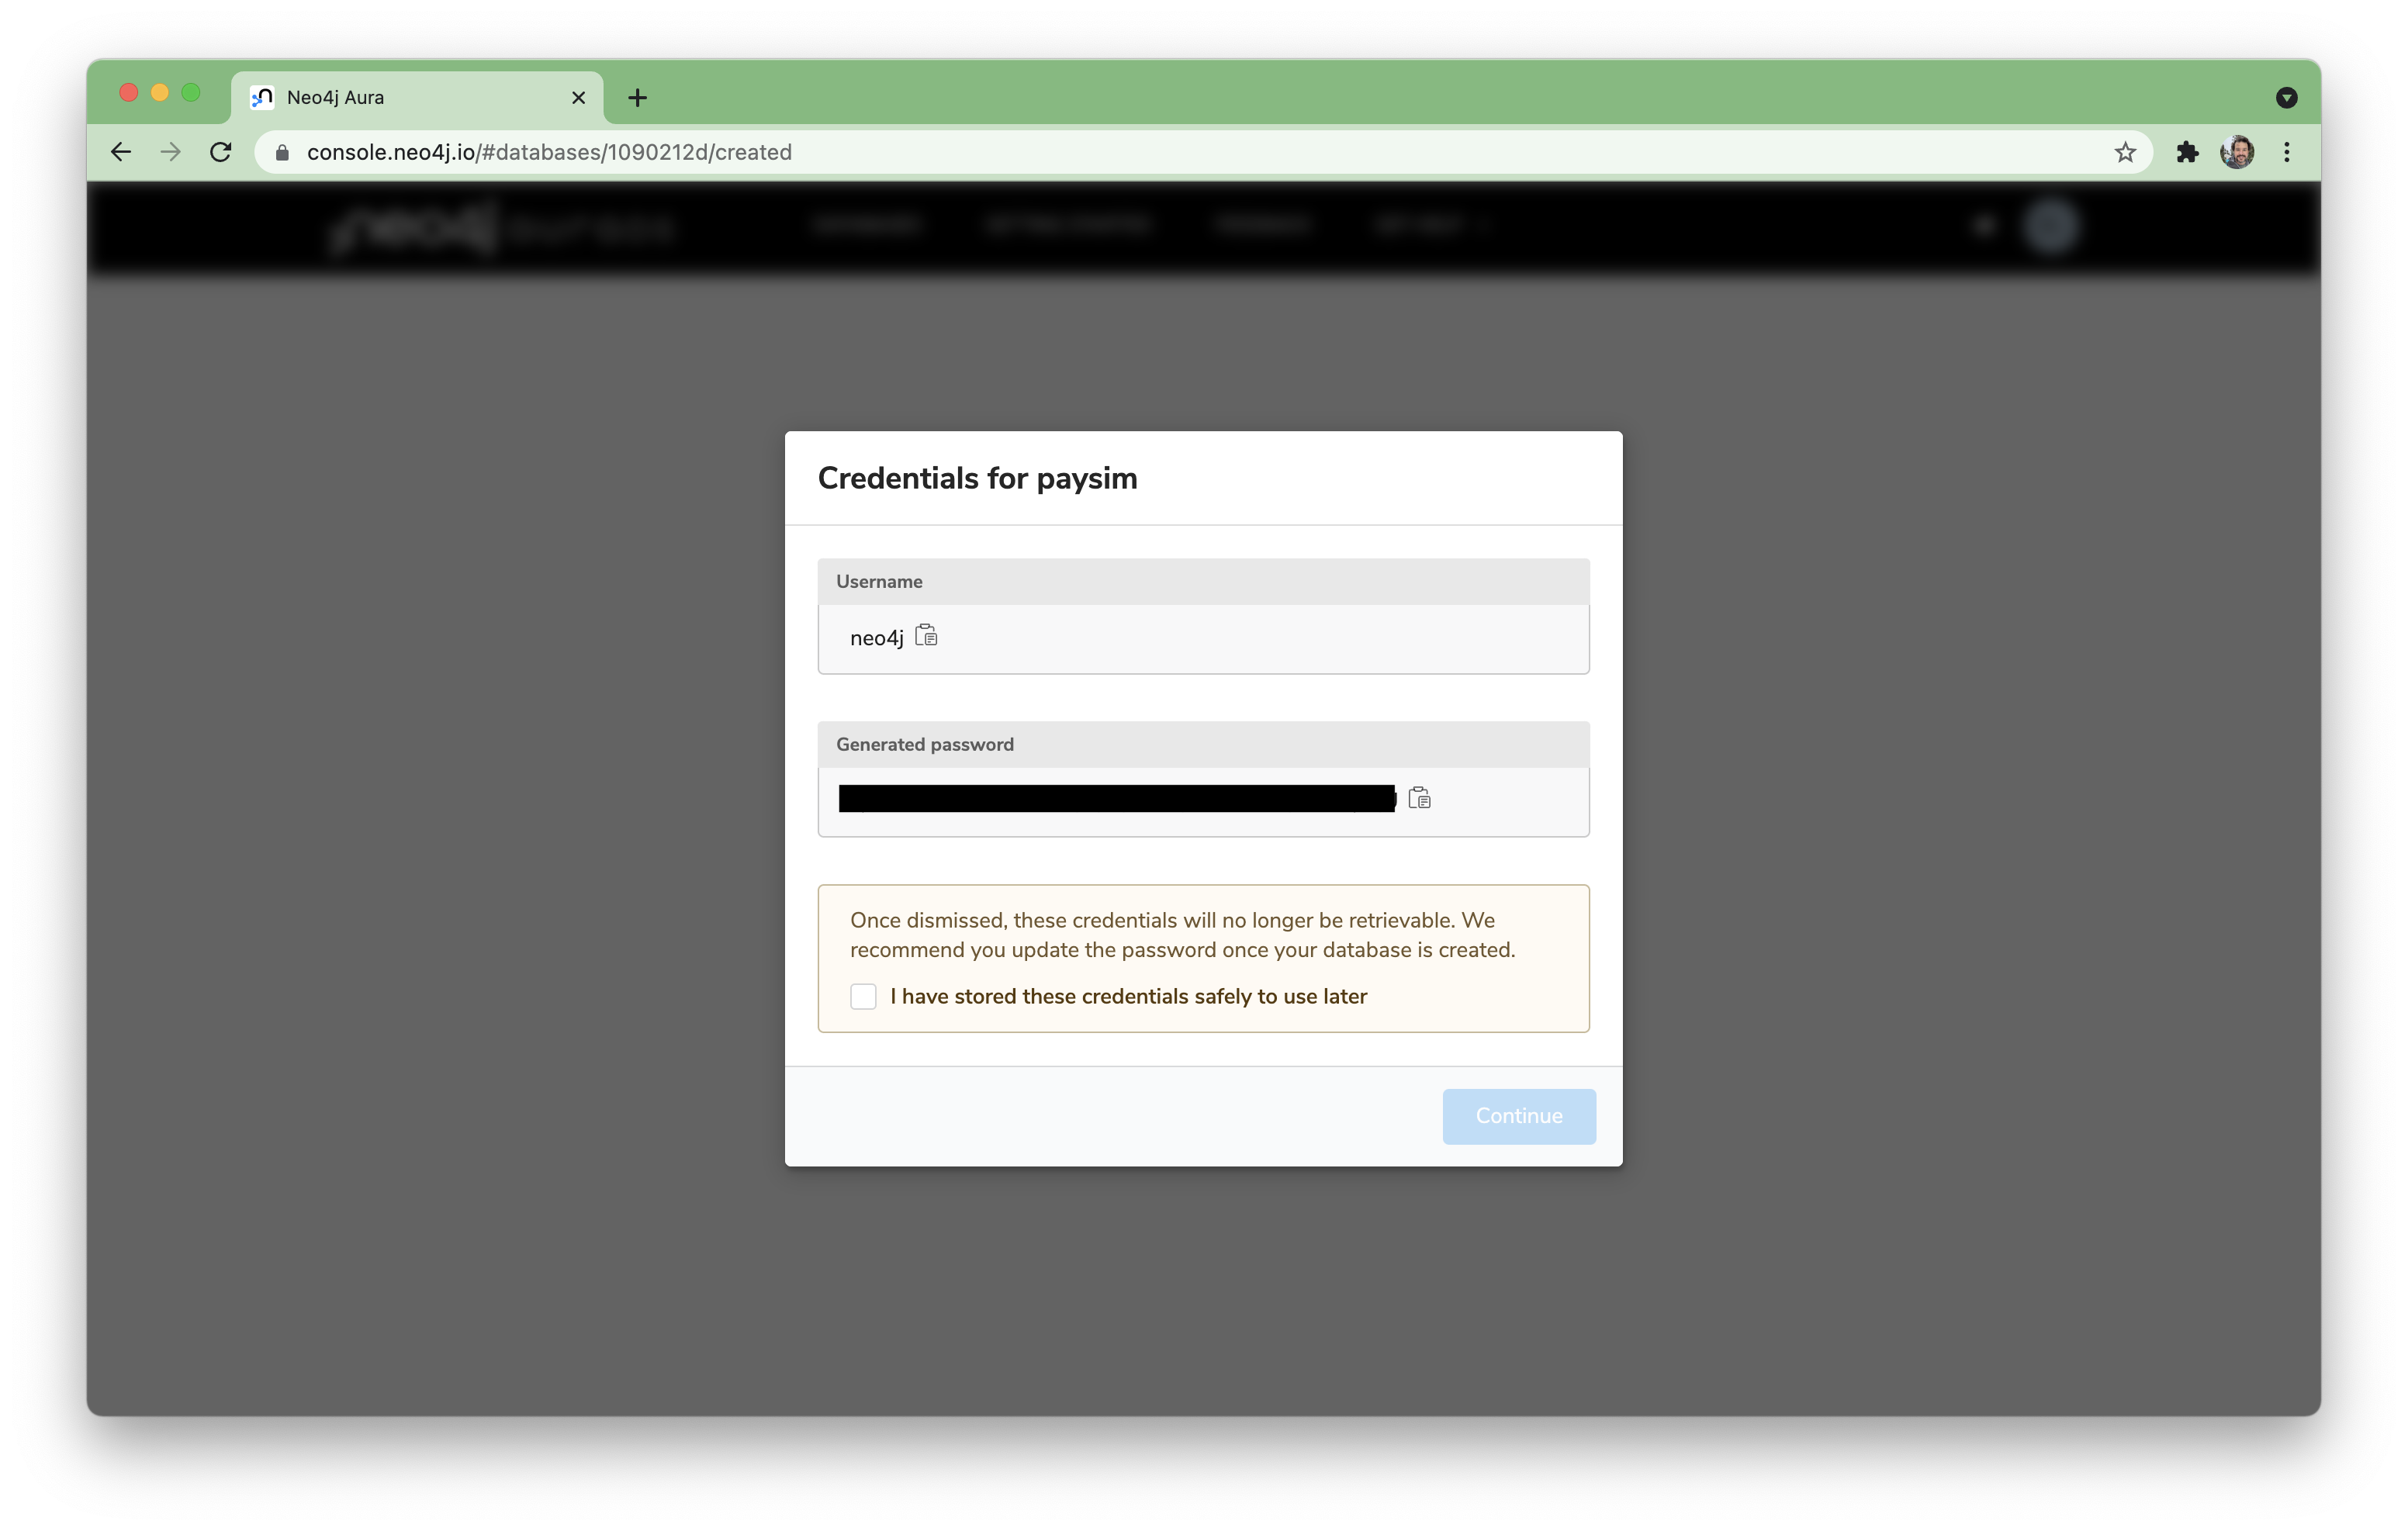 Neo4j Aura
console.neo4j.io/#databases/1090212d/created
neo4j
Credentials for paysim
Username
neo4j
Generated password
Once dismissed, these credentials will no longer be retrievable. We
recommend you update the password once your database is created.
I have stored these credentials safely to use later
Continue